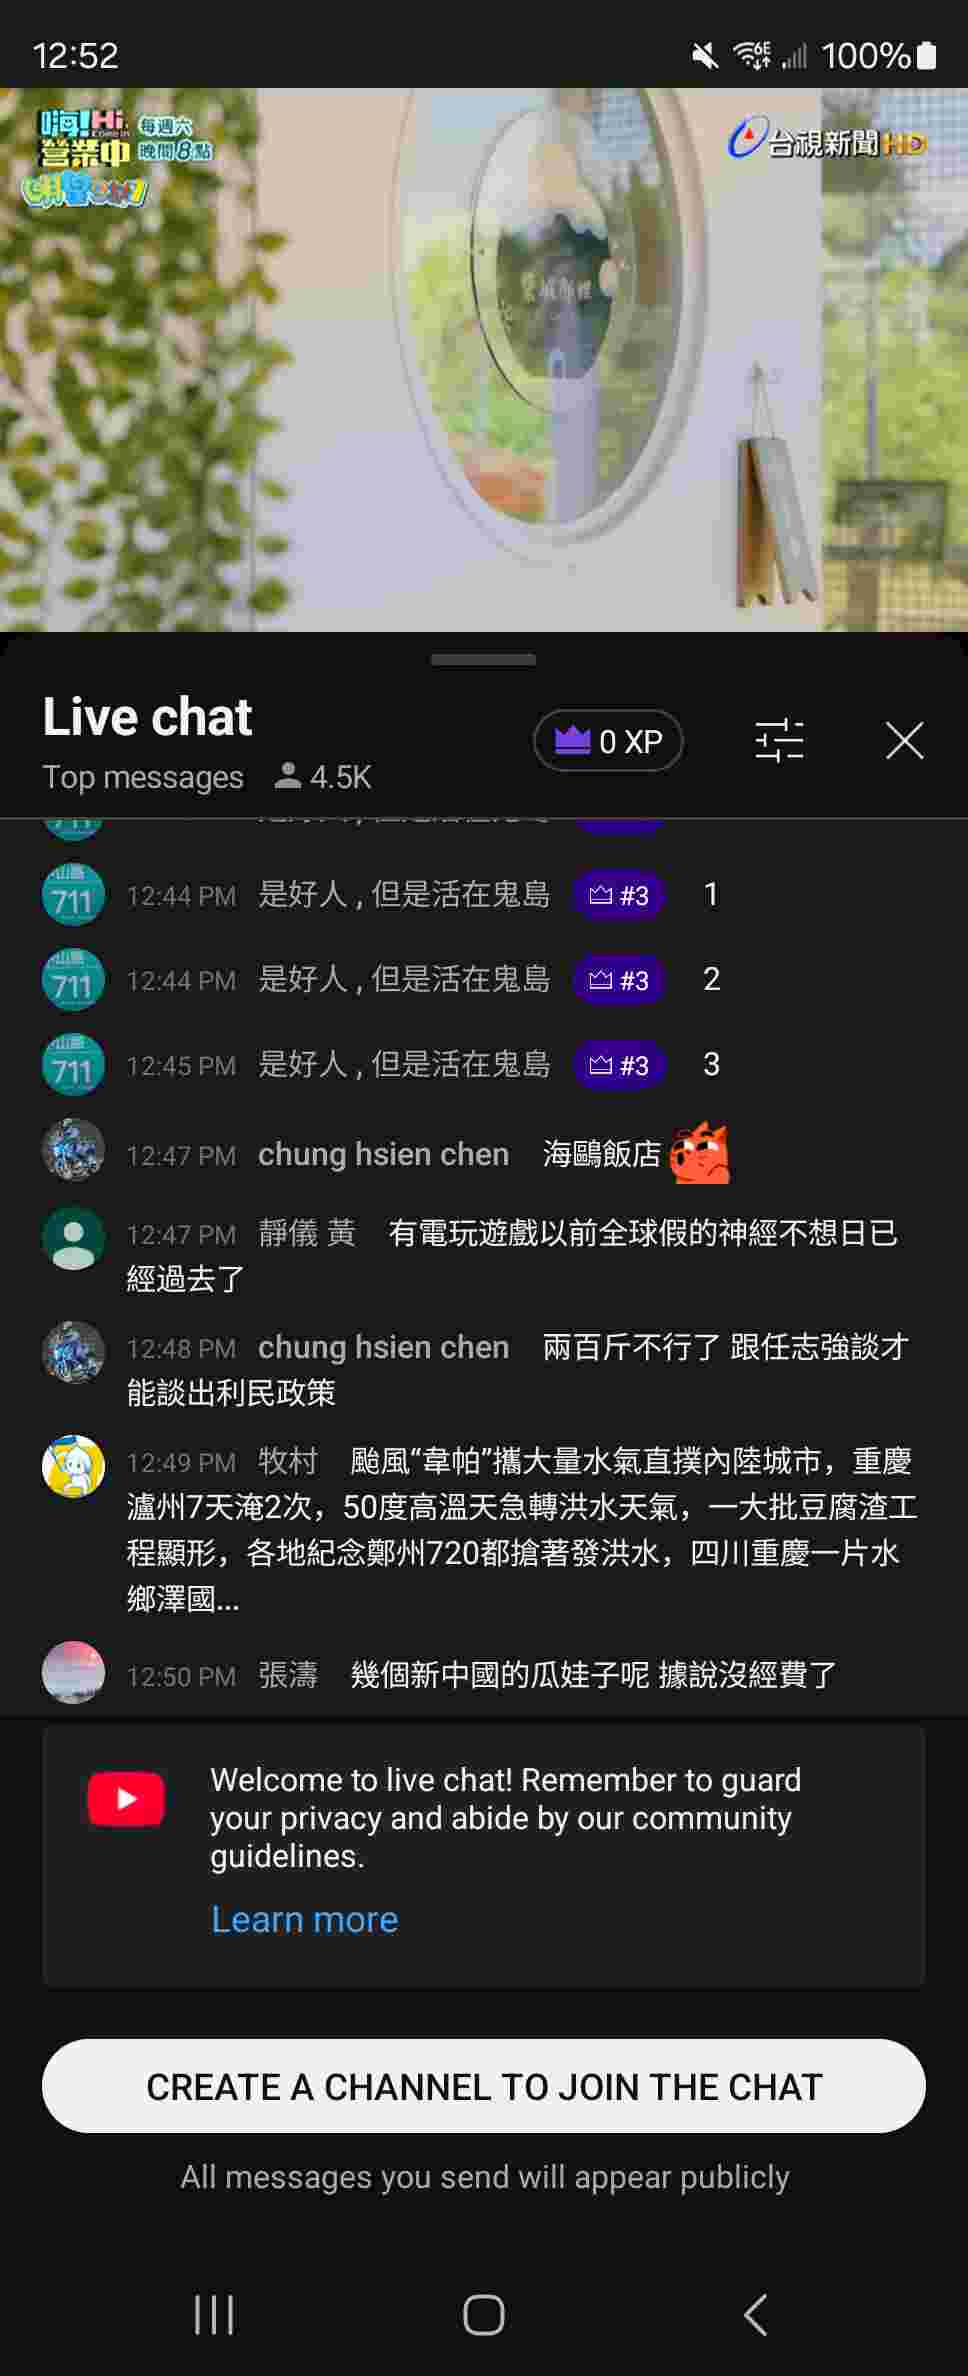 12:52
6E
100%
嗨!Hi
Come in
營業中
每週六
晚間8點
台視新聞HD
Live chat
0 XP
Top messages
4.5K
711
12:44 PM 是好人 , 但是活在鬼島 #3 1
711
12:44 PM 是好人 , 但是活在鬼島 #3 2
711
12:45 PM 是好人 , 但是活在鬼島 #3 3
12:47 PM chung hsien chen 海鷗飯店
12:47 PM 靜儀 黃 有電玩遊戲以前全球假的神經不想日已
經過去了
12:48 PM chung hsien chen 兩百斤不行了 跟任志強談才
能談出利民政策
12:49 PM 牧村 颱風“韋帕”攜大量水氣直撲內陸城市，重慶
瀘州7天淹2次，50度高溫天急轉洪水天氣，一大批豆腐渣工
程顯形，各地紀念鄭州720都搶著發洪水，四川重慶一片水
鄉澤國...
12:50 PM 張濤 幾個新中國的瓜娃子呢 據說沒經費了
Welcome to live chat! Remember to guard
your privacy and abide by our community
guidelines.
Learn more
CREATE A CHANNEL TO JOIN THE CHAT
All messages you send will appear publicly